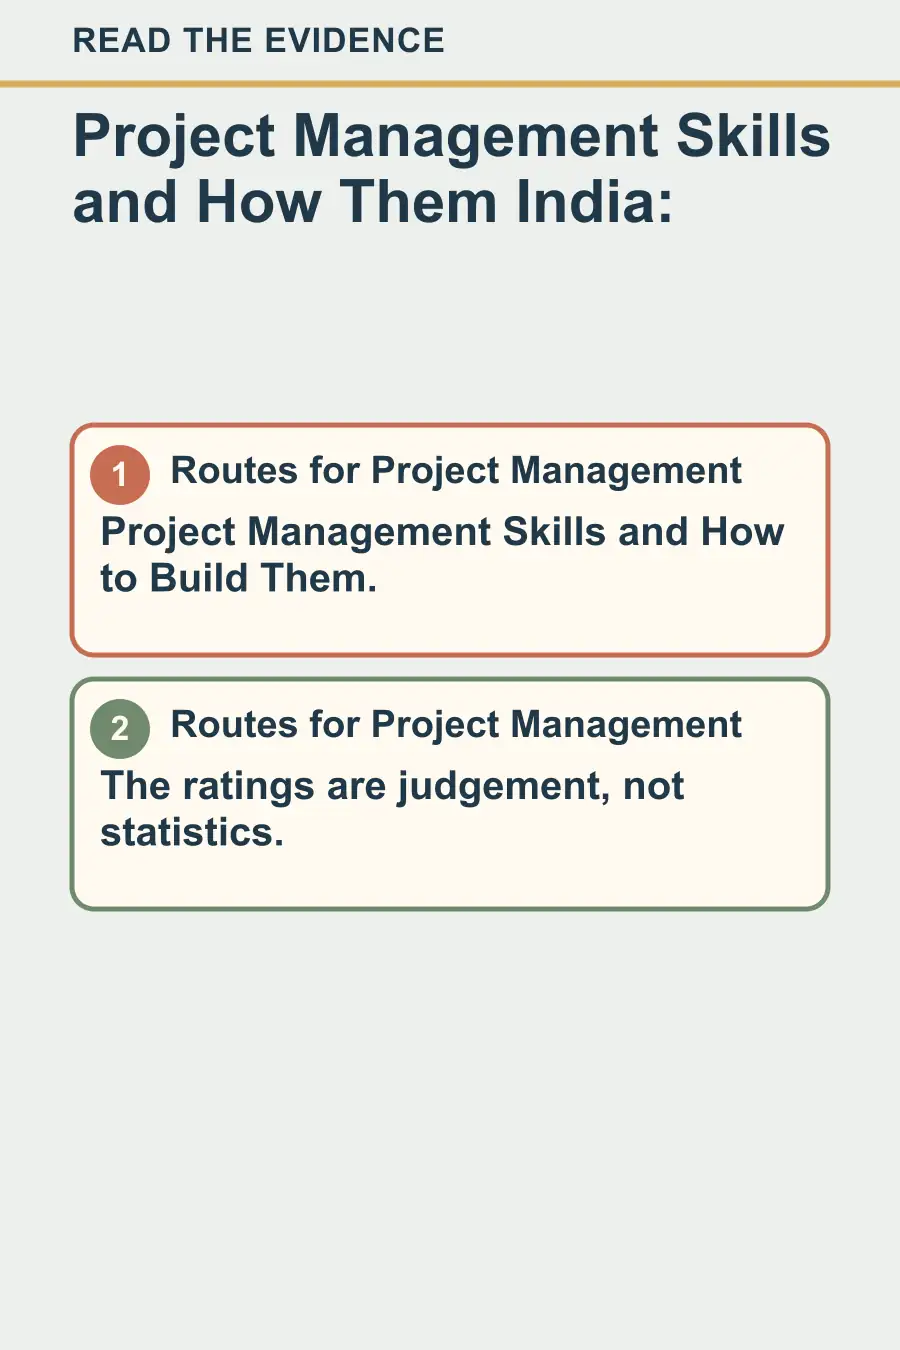 READ THE EVIDENCE
Project Management Skills
and How Them India:
1
Routes for Project Management
Project Management Skills and How
to Build Them.
2
Routes for Project Management
The ratings are judgement, not
statistics.